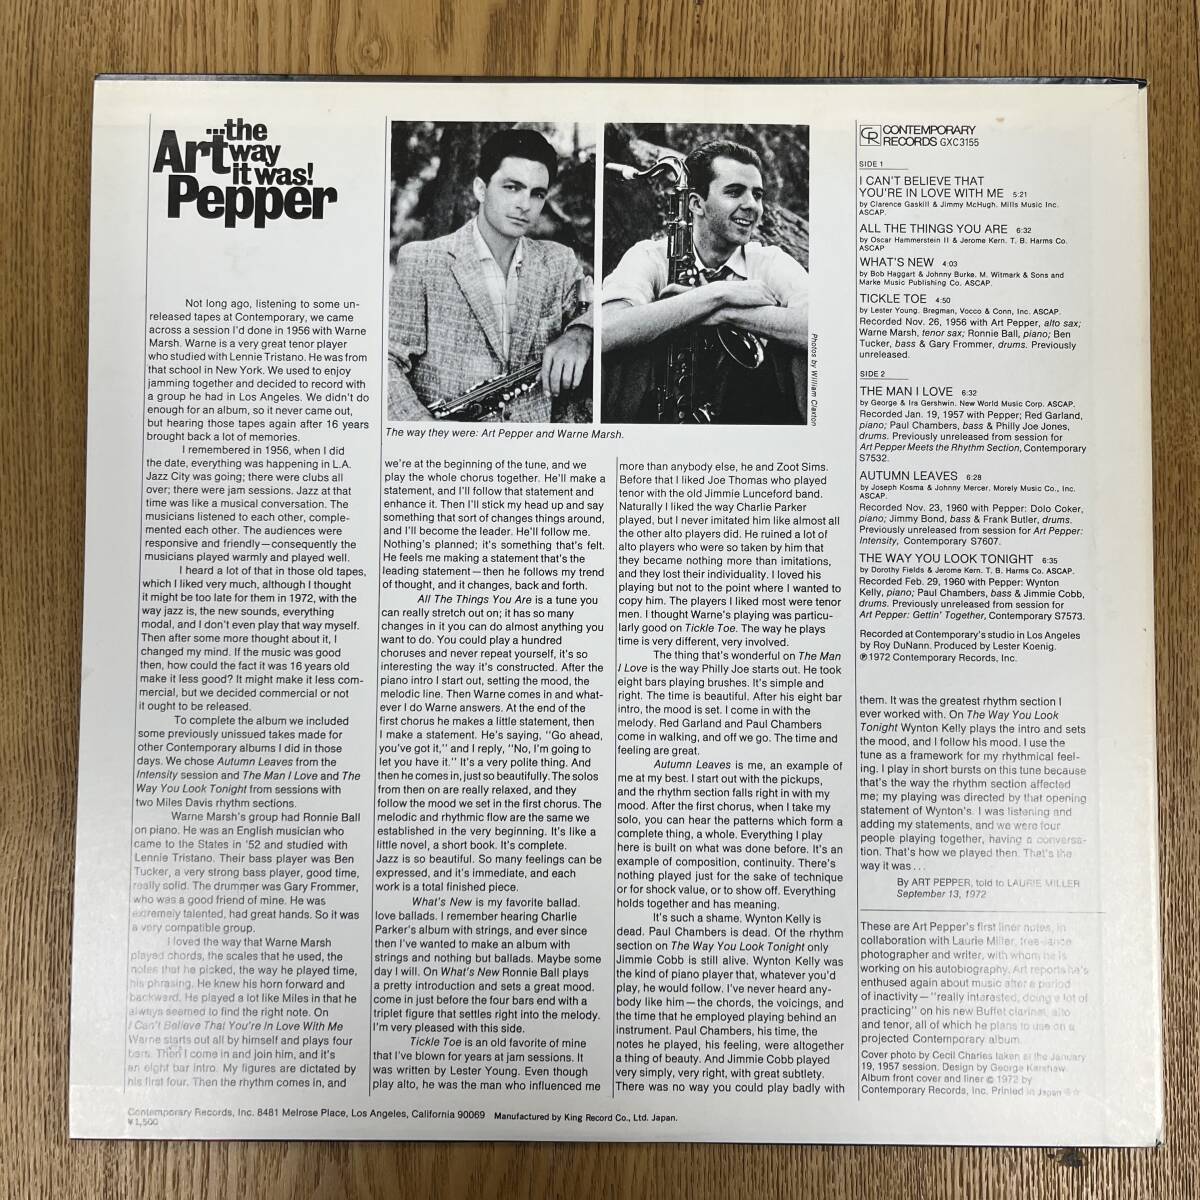 ...the
Art way
it was!
Pepper
Not long ago, listening to some un-
released tapes at Contemporary, we came
across a session I'd done in 1956 with Warne
Marsh. Warne is a very great tenor player
who studied with Lennie Tristano. He was from
that school in New York. We used to enjoy
jamming together and decided to record with
a group he had in Los Angeles. We didn't do
enough for an album, so it never came out,
but hearing those tapes again after 16 years
brought back a lot of memories.
I remembered in 1956, when I did
the date, everything was happening in L.A.
Jazz City was going; there were clubs all
over; there were jam sessions. Jazz at that
time was like a musical conversation. The
musicians listened to each other, comple-
mented each other. The audiences were
responsive and friendly—consequently the
musicians played warmly and played well.
I heard a lot of that in those old tapes,
which I liked very much, although I thought
it might be too late for them in 1972, with the
way jazz is, the new sounds, everything
modal, and I don't even play that way myself.
Then after some more thought about it, I
changed my mind. If the music was good
then, how could the fact it was 16 years old
make it less good? It might make it less com-
mercial, but we decided commercial or not
it ought to be released.
To complete the album we included
some previously unissued takes made for
other Contemporary albums I did in those
days. We chose Autumn Leaves from the
Intensity session and The Man I Love and The
Way You Look Tonight from sessions with
two Miles Davis rhythm sections.
Warne Marsh's group had Ronnie Ball
on piano. He was an English musician who
came to the States in '52 and studied with
Lennie Tristano. Their bass player was Ben
Tucker, a very strong bass player, good time,
really solid. The drummer was Gary Frommer,
who was a good friend of mine. He was
extremely talented, had great hands. So it was
a very compatible group.
I loved the way that Warne Marsh
played chords, the scales that he used, the
notes that he picked, the way he played time,
his phrasing. He knew his horn forward and
backward. He played a lot like Miles in that he
always seemed to find the right note. On
I Can't Believe That You're In Love With Me
Warne starts out all by himself and plays four
bars. Then I come in and join him, and it's
an eight bar intro. My figures are dictated by
his first four. Then the rhythm comes in, and
Photos by William Claxton
The way they were: Art Pepper and Warne Marsh.
we're at the beginning of the tune, and we
play the whole chorus together. He'll make a
statement, and I'll follow that statement and
enhance it. Then I'll stick my head up and say
something that sort of changes things around,
and I'll become the leader. He'll follow me.
Nothing's planned; it's something that's felt.
He feels me making a statement that's the
leading statement—then he follows my trend
of thought, and it changes, back and forth.
All The Things You Are is a tune you
can really stretch out on; it has so many
changes in it you can do almost anything you
want to do. You could play a hundred
choruses and never repeat yourself, it's so
interesting the way it's constructed. After the
piano intro I start out, setting the mood, the
melodic line. Then Warne comes in and what-
ever I do Warne answers. At the end of the
first chorus he makes a little statement, then
I make a statement. He's saying, "Go ahead,
you've got it," and I reply, "No, I'm going to
let you have it." It's a very polite thing. And
then he comes in, just so beautifully. The solos
from then on are really relaxed, and they
follow the mood we set in the first chorus. The
melodic and rhythmic flow are the same we
established in the very beginning. It's like a
little novel, a short book. It's complete.
Jazz is so beautiful. So many feelings can be
expressed, and it's immediate, and each
work is a total finished piece.
What's New is my favorite ballad.
love ballads. I remember hearing Charlie
Parker's album with strings, and ever since
then I've wanted to make an album with
strings and nothing but ballads. Maybe some
day I will. On What's New Ronnie Ball plays
a pretty introduction and sets a great mood.
come in just before the four bars end with a
triplet figure that settles right into the melody.
I'm very pleased with this side.
Tickle Toe is an old favorite of mine
that I've blown for years at jam sessions. It
was written by Lester Young. Even though
play alto, he was the man who influenced me
more than anybody else, he and Zoot Sims.
Before that I liked Joe Thomas who played
tenor with the old Jimmie Lunceford band.
Naturally I liked the way Charlie Parker
played, but I never imitated him like almost all
the other alto players did. He ruined a lot of
alto players who were so taken by him that
they became nothing more than imitations,
and they lost their individuality. I loved his
playing but not to the point where I wanted to
copy him. The players I liked most were tenor
men. I thought Warne's playing was particu-
larly good on Tickle Toe. The way he plays
time is very different, very involved.
The thing that's wonderful on The Man
I Love is the way Philly Joe starts out. He took
eight bars playing brushes. It's simple and
right. The time is beautiful. After his eight bar
intro, the mood is set. I come in with the
melody. Red Garland and Paul Chambers
come in walking, and off we go. The time and
feeling are great.
Autumn Leaves is me, an example of
me at my best. I start out with the pickups,
and the rhythm section falls right in with my
mood. After the first chorus, when I take my
solo, you can hear the patterns which form a
complete thing, a whole. Everything I play
here is built on what was done before. It's an
example of composition, continuity. There's
nothing played just for the sake of technique
or for shock value, or to show off. Everything
holds together and has meaning.
It's such a shame. Wynton Kelly is
dead. Paul Chambers is dead. Of the rhythm
section on The Way You Look Tonight only
Jimmie Cobb is still alive. Wynton Kelly was
the kind of piano player that, whatever you'd
play, he would follow. I've never heard any-
body like him—the chords, the voicings, and
the time that he employed playing behind an
instrument. Paul Chambers, his time, the
notes he played, his feeling, were altogether
a thing of beauty. And Jimmie Cobb played
very simply, very right, with great subtlety.
There was no way you could play badly with
CR CONTEMPORARY
RECORDS GXC3155
SIDE 1
I CAN'T BELIEVE THAT
YOU'RE IN LOVE WITH ME 5:21
by Clarence Gaskill & Jimmy McHugh. Mills Music Inc.
ASCAP.
ALL THE THINGS YOU ARE 6:32
by Oscar Hammerstein II & Jerome Kern. T. B. Harms Co.
ASCAP
WHAT'S NEW 4:03
by Bob Haggart & Johnny Burke. M. Witmark & Sons and
Marke Music Publishing Co. ASCAP.
TICKLE TOE 4:50
by Lester Young. Bregman, Vocco & Conn, Inc. ASCAP.
Recorded Nov. 26, 1956 with Art Pepper, alto sax;
Warne Marsh, tenor sax; Ronnie Ball, piano; Ben
Tucker, bass & Gary Frommer, drums. Previously
unreleased.
SIDE 2
THE MAN I LOVE 6:32
by George & Ira Gershwin. New World Music Corp. ASCAP.
Recorded Jan. 19, 1957 with Pepper; Red Garland,
piano; Paul Chambers, bass & Philly Joe Jones,
drums. Previously unreleased from session for
Art Pepper Meets the Rhythm Section, Contemporary
S7532.
AUTUMN LEAVES 6:28
by Joseph Kosma & Johnny Mercer. Morely Music Co., Inc.
ASCAP.
Recorded Nov. 23, 1960 with Pepper: Dolo Coker,
piano; Jimmy Bond, bass & Frank Butler, drums.
Previously unreleased from session for Art Pepper:
Intensity, Contemporary S7607.
THE WAY YOU LOOK TONIGHT 6:35
by Dorothy Fields & Jerome Kern. T. B. Harms Co. ASCAP.
Recorded Feb. 29, 1960 with Pepper: Wynton
Kelly, piano; Paul Chambers, bass & Jimmie Cobb,
drums. Previously unreleased from session for
Art Pepper: Gettin' Together, Contemporary S7573.
Recorded at Contemporary's studio in Los Angeles
by Roy DuNann. Produced by Lester Koenig.
℗1972 Contemporary Records, Inc.
them. It was the greatest rhythm section I
ever worked with. On The Way You Look
Tonight Wynton Kelly plays the intro and sets
the mood, and I follow his mood. I use the
tune as a framework for my rhythmical feel-
ing. I play in short bursts on this tune because
that's the way the rhythm section affected
me; my playing was directed by that opening
statement of Wynton's. I was listening and
adding my statements, and we were four
people playing together, having a conversa-
tion. That's how we played then. That's the
way it was...
By ART PEPPER, told to LAURIE MILLER
September 13, 1972
These are Art Pepper's first liner notes, in
collaboration with Laurie Miller, free-lance
photographer and writer, with whom he is
working on his autobiography. Art reports he's
enthused again about music after a period
of inactivity—"really interested, doing a lot of
practicing" on his new Buffet clarinet, alto
and tenor, all of which he plans to use on a
projected Contemporary album.
Cover photo by Cecil Charles taken at the January
19, 1957 session. Design by George Kershaw.
Album front cover and liner © 1972 by
Contemporary Records, Inc. Printed in Japan
Contemporary Records, Inc. 8481 Melrose Place, Los Angeles, California 90069 Manufactured by King Record Co., Ltd. Japan.
¥1,500